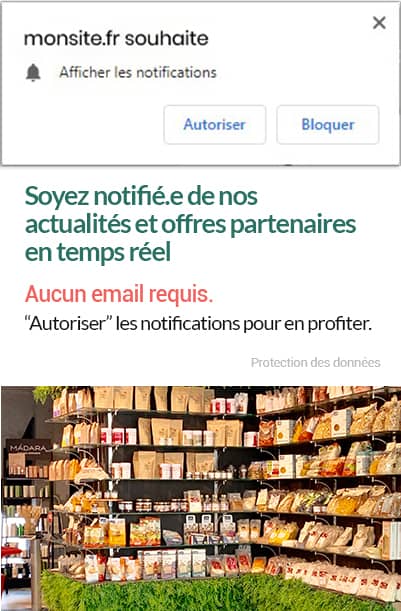 monsite.fr souhaite
Afficher les notifications
Autoriser
Bloquer
Soyez notifié.e de nos
actualités et offres partenaires
en temps réel
Aucun email requis.
“Autoriser” les notifications pour en profiter.
Protection des données
MÁDARA